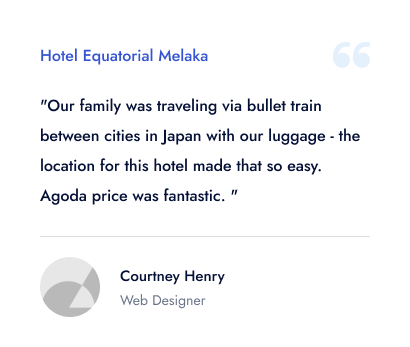 Hotel Equatorial Melaka
"Our family was traveling via bullet train
between cities in Japan with our luggage - the
location for this hotel made that so easy.
Agoda price was fantastic. "
Courtney Henry
Web Designer